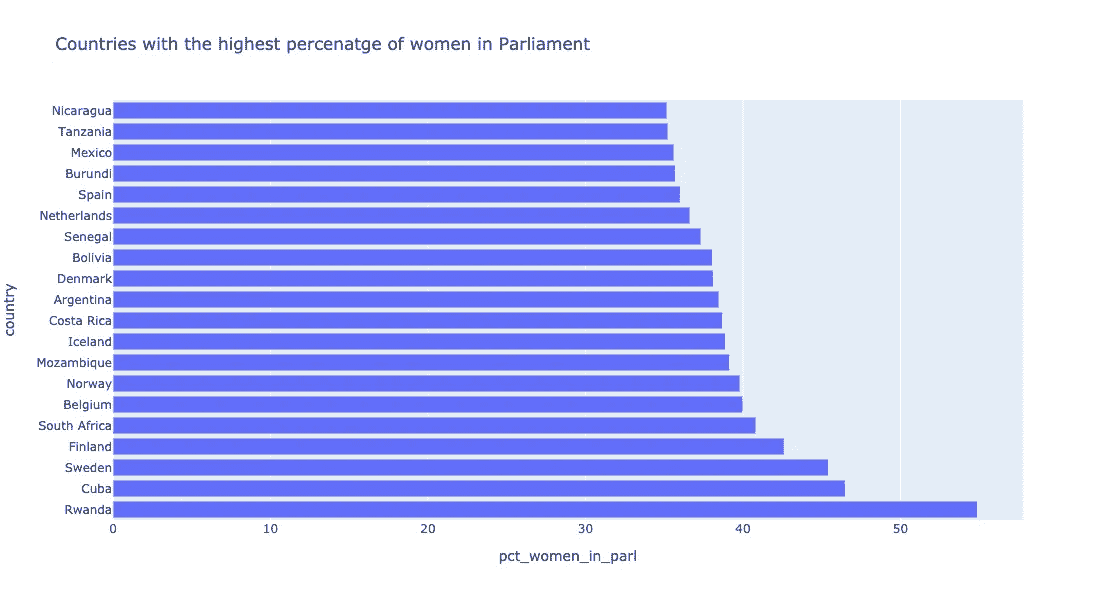 Countries with the highest percenatge of women in Parliament
Nicaragua
Tanzania
Mexico
Burundi
Spain
Netherlands
Senegal
Bolivia
Denmark
Argentina
Costa Rica
Iceland
Mozambique
Norway
Belgium
South Africa
Finland
Sweden
Cuba
Rwanda
country
0 10 20 30 40 50
pct_women_in_parl